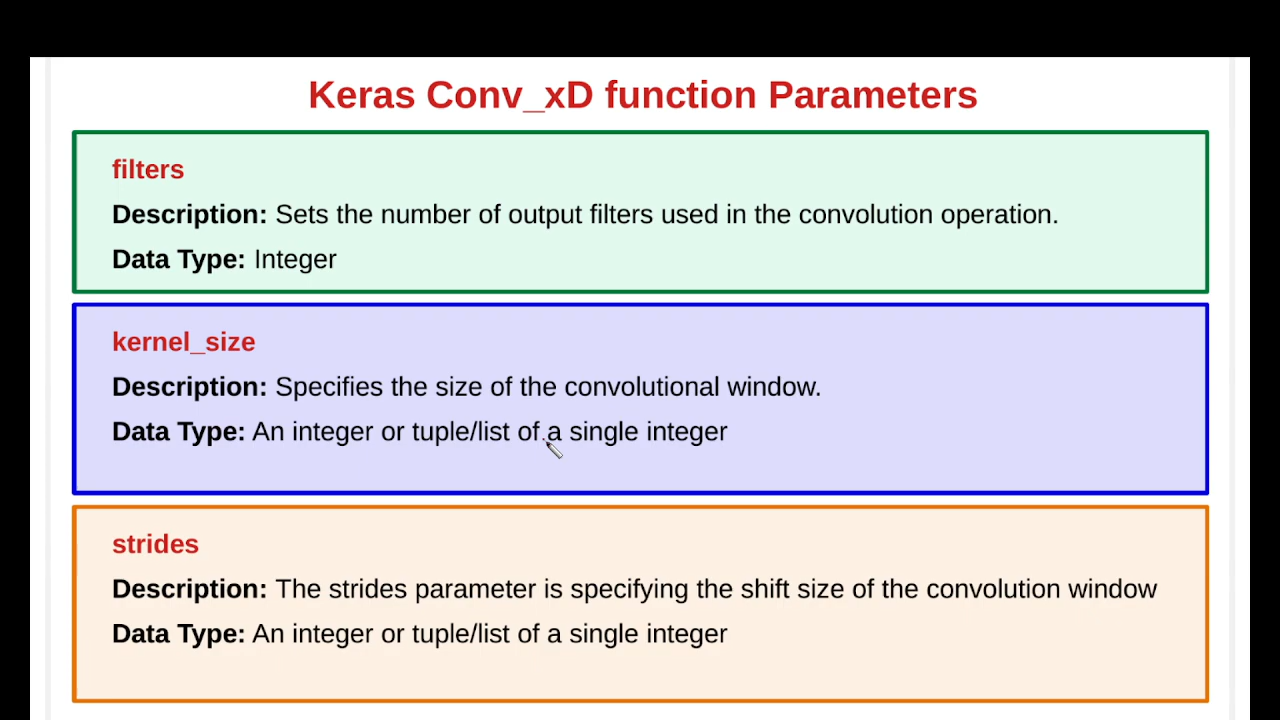 Keras Conv_xD function Parameters
filters
Description: Sets the number of output filters used in the convolution operation.
Data Type: Integer
kernel_size
Description: Specifies the size of the convolutional window.
Data Type: An integer or tuple/list of a single integer
strides
Description: The strides parameter is specifying the shift size of the convolution window
Data Type: An integer or tuple/list of a single integer